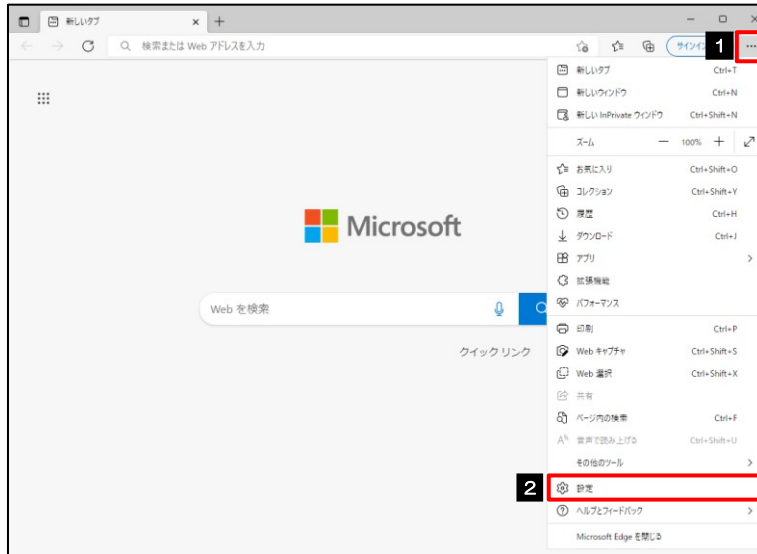 新しいタブ
検索または Web アドレスを入力
1
新しいタブ Ctrl+T
新しいウィンドウ Ctrl+N
新しい InPrivate ウィンドウ Ctrl+Shift+N
ズーム 100%
お気に入り Ctrl+Shift+O
コレクション Ctrl+Shift+Y
履歴 Ctrl+H
Microsoft
ダウンロード Ctrl+J
アプリ
拡張機能
Web を検索
パフォーマンス
印刷 Ctrl+P
クイック リンク
Web キャプチャ Ctrl+Shift+S
Web 選択 Ctrl+Shift+X
共有
ページ内の検索 Ctrl+F
音声で読み上げる Ctrl+Shift+U
その他のツール
2
設定
ヘルプとフィードバック
Microsoft Edge を閉じる